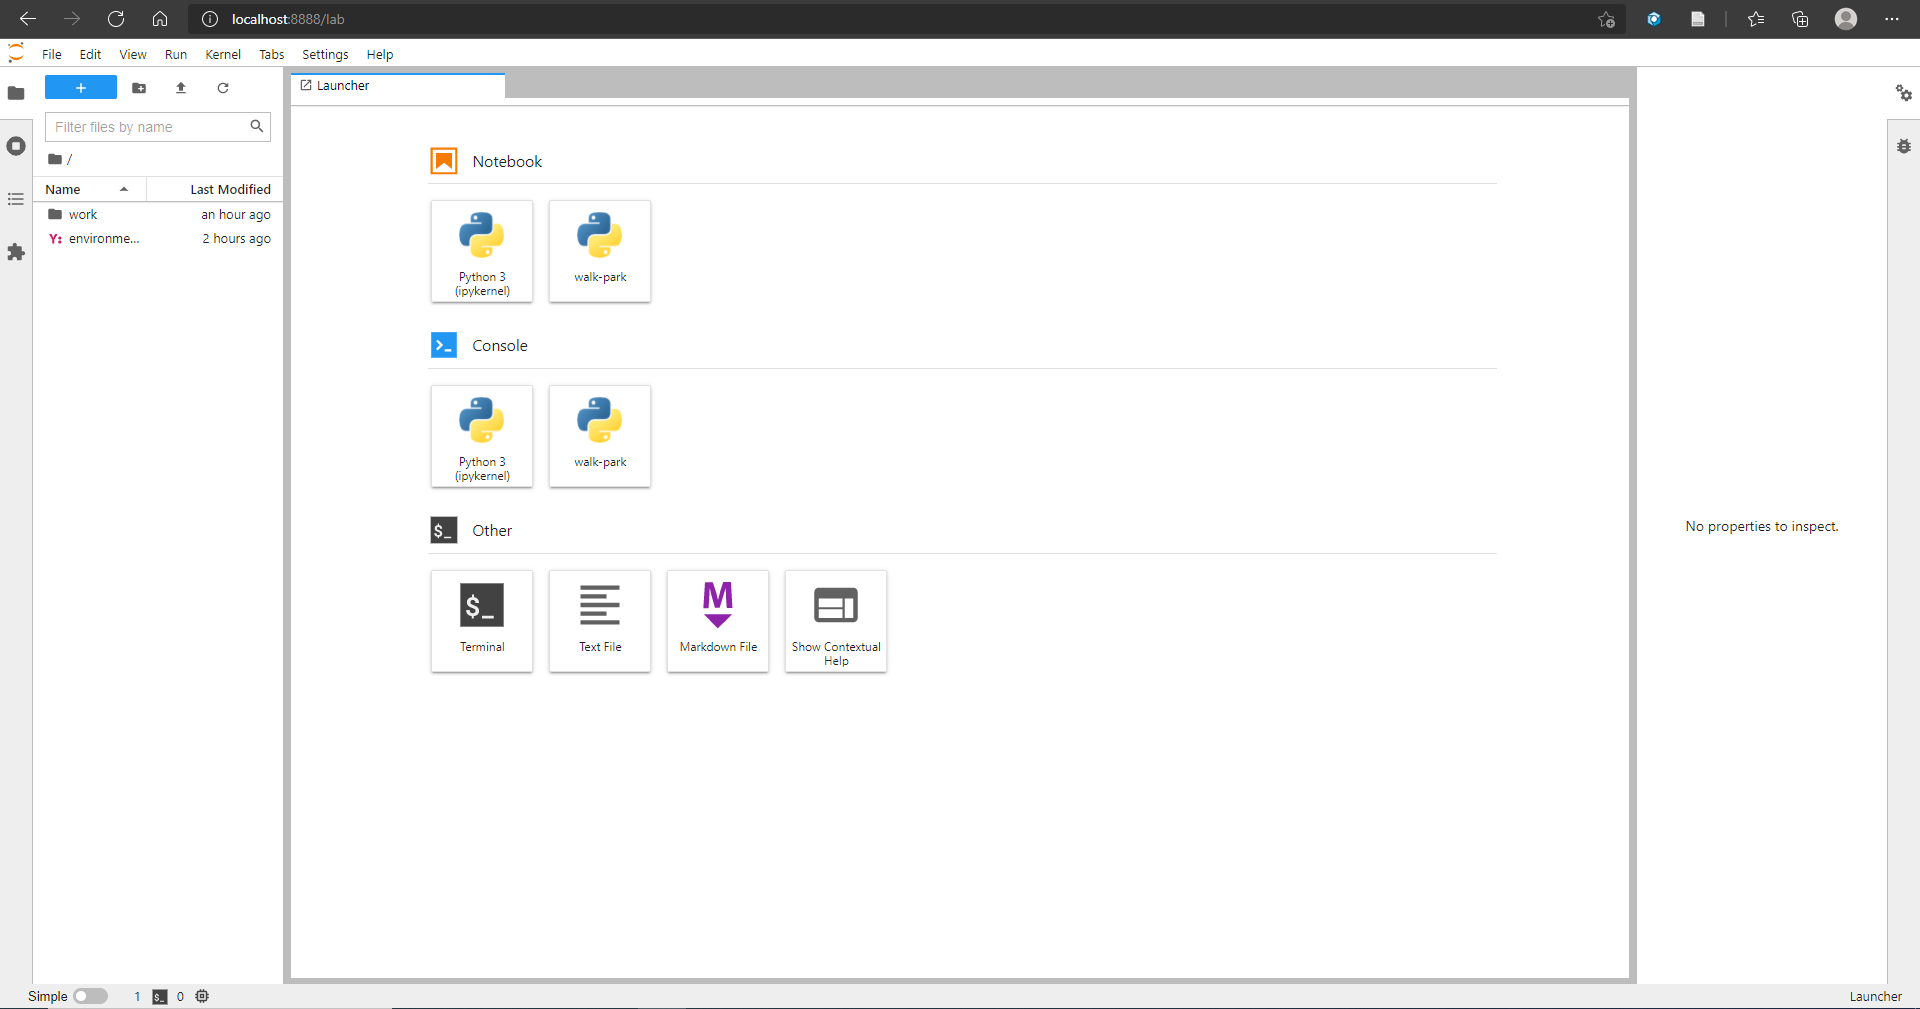 localhost:8888/lab
File Edit View Run Kernel Tabs Settings Help
Filter files by name
/
Name Last Modified
work an hour ago
Y: environme... 2 hours ago
Launcher
Notebook
Python 3
(ipykernel)
walk-park
Console
Python 3
(ipykernel)
walk-park
$_ Other
$_
Terminal
Text File
M
Markdown File
Show Contextual
Help
No properties to inspect.
Simple 1 $_ 0
Launcher